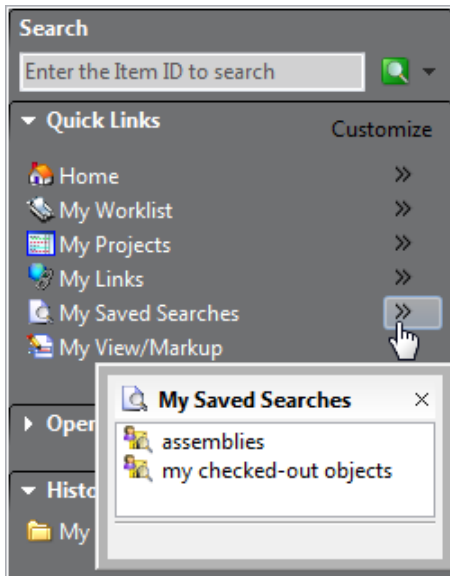 Search
Enter the Item ID to search
Quick Links
Customize
Home
My Worklist
My Projects
My Links
My Saved Searches
My View/Markup
My Saved Searches
assemblies
my checked-out objects
My